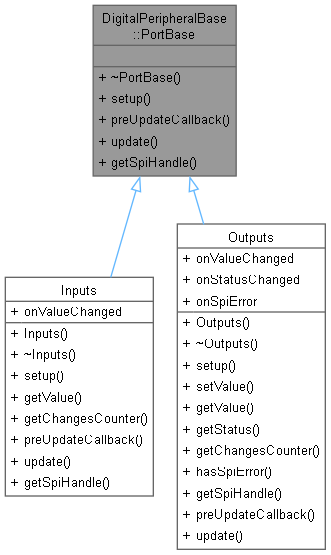 DigitalPeripheralBase
::PortBase
+ ~PortBase()
+ setup()
+ preUpdateCallback()
+ update()
+ getSpiHandle()
Inputs
+ onValueChanged
+ Inputs()
+ ~Inputs()
+ setup()
+ getValue()
+ getChangesCounter()
+ preUpdateCallback()
+ update()
+ getSpiHandle()
Outputs
+ onValueChanged
+ onStatusChanged
+ onSpiError
+ Outputs()
+ ~Outputs()
+ setup()
+ setValue()
+ getValue()
+ getStatus()
+ getChangesCounter()
+ hasSpiError()
+ getSpiHandle()
+ preUpdateCallback()
+ update()